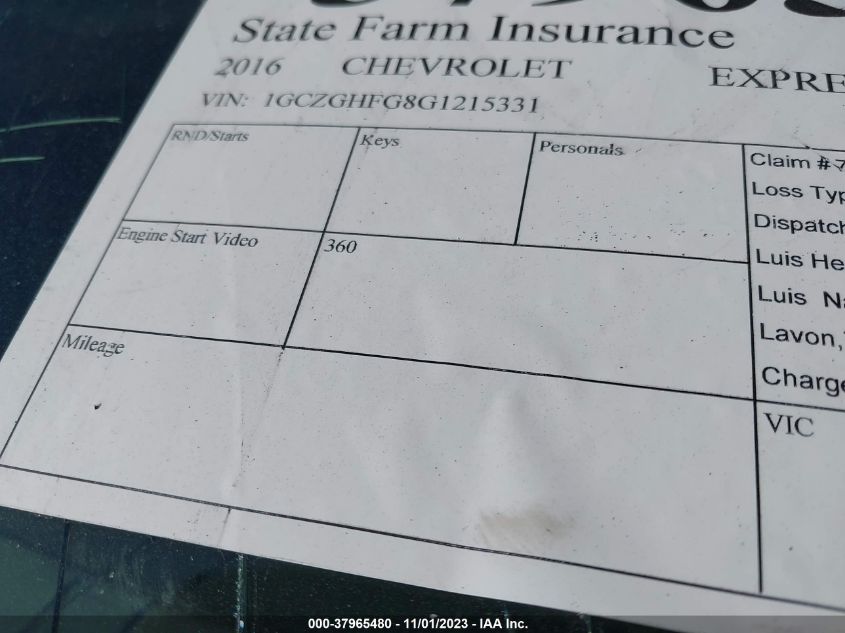 State Farm Insurance
2016 CHEVROLET EXPRE
VIN: 1GCZGHFG8G1215331
RND/Starts Keys Personals
Claim #
Loss Typ
Dispatch
Engine Start Video 360
Luis He
Luis Na
Lavon,
Charge
Mileage
VIC
000-37965480 - 11/01/2023 - IAA Inc.